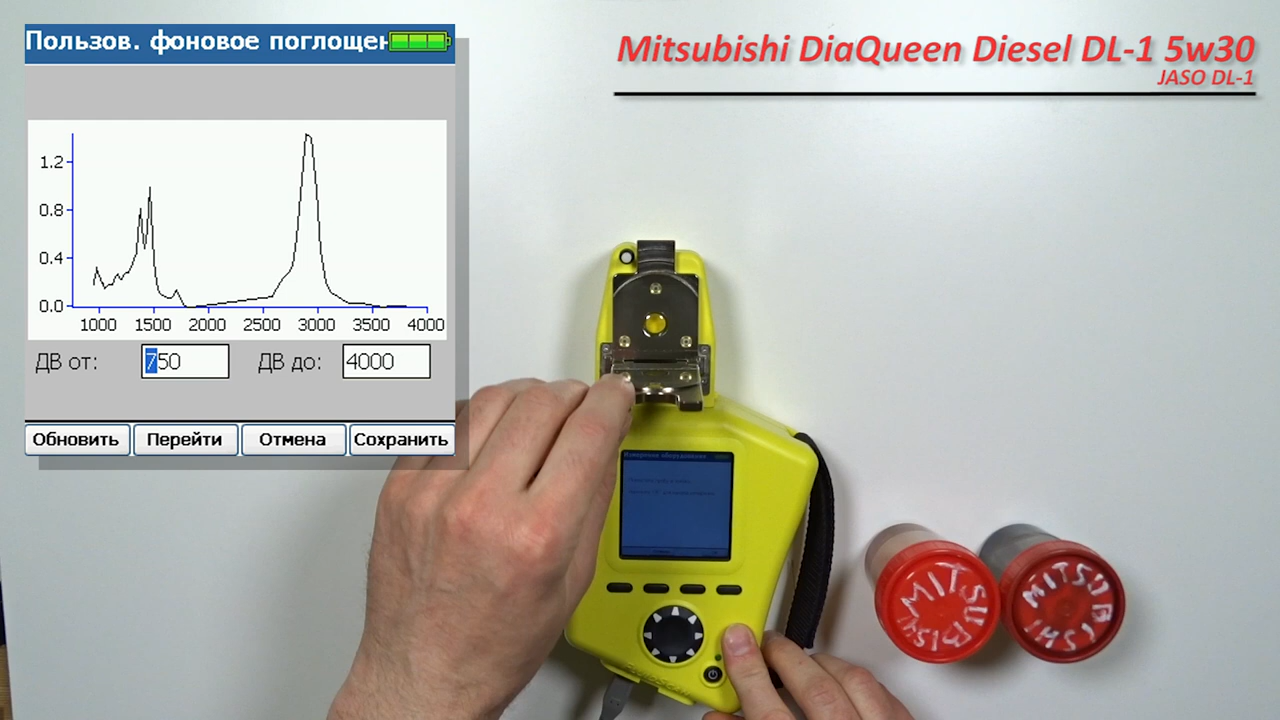 Пользов. фоновое поглощен
Mitsubishi DiaQueen Diesel DL-1 5w30
JASO DL-1
1.2
0.8
0.4
0.0
1000 1500 2000 2500 3000 3500 4000
ДВ от: 750 ДВ до: 4000
Обновить Перейти Отмена Сохранить
Измерение оборудования
MITSUBISHI
MITSUBISHI